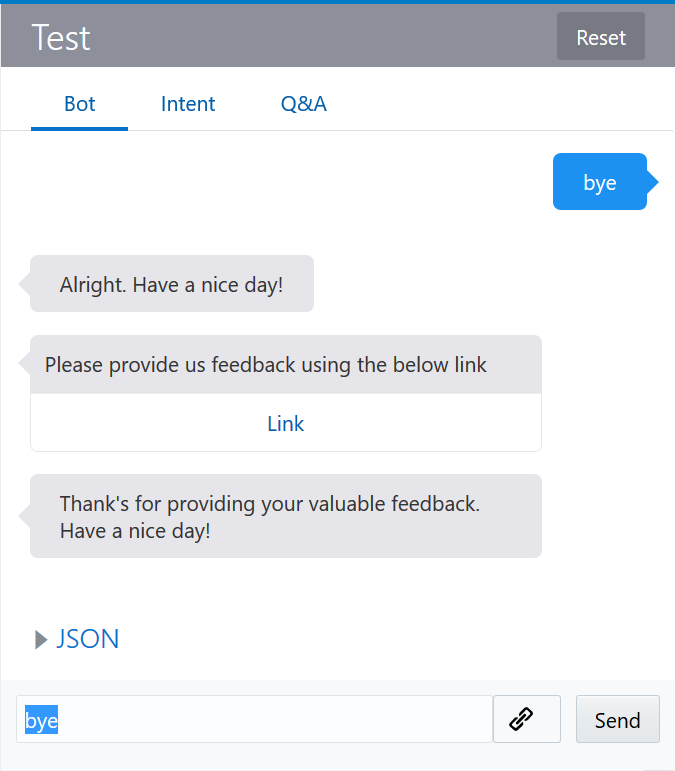 Test
Reset
Bot
Intent
Q&A
bye
Alright. Have a nice day!
Please provide us feedback using the below link
Link
Thank's for providing your valuable feedback.
Have a nice day!
JSON
bye
Send